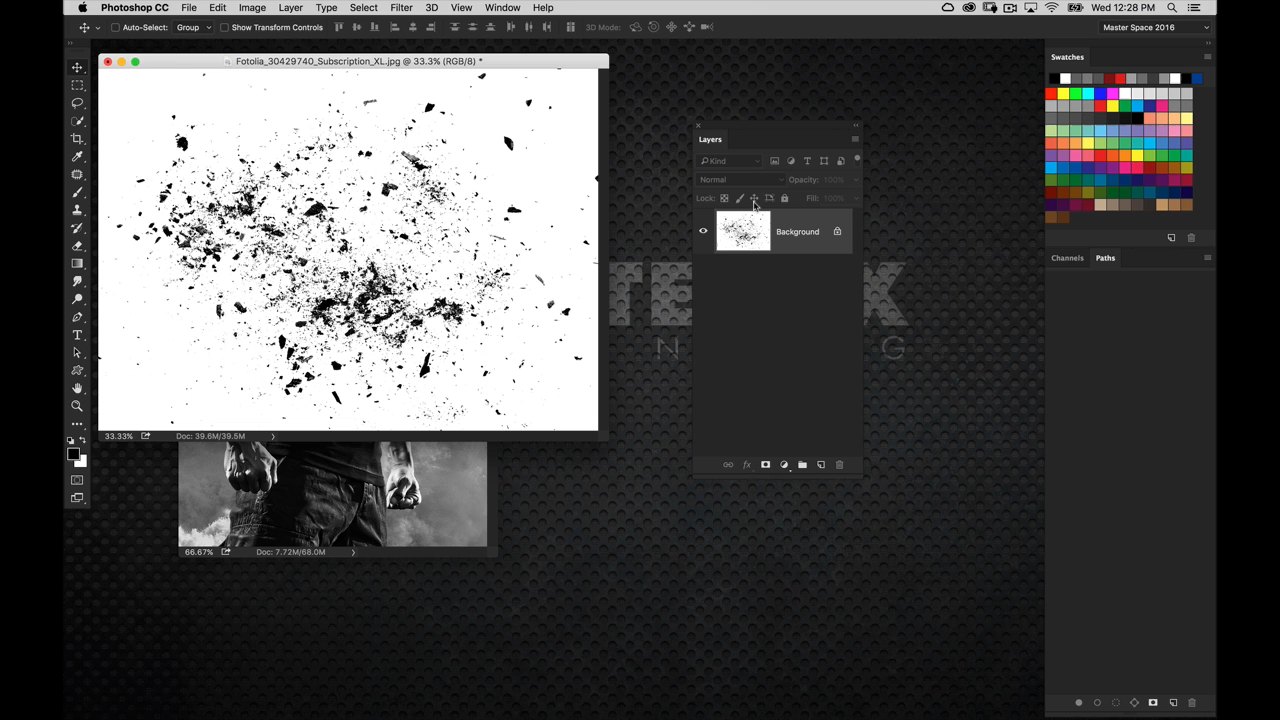 Photoshop CC File Edit Image Layer Type Select Filter 3D View Window Help Wed 12:28 PM
Auto-Select: Group Show Transform Controls 3D Mode: Master Space 2016
Fotolia_30429740_Subscription_XL.jpg @ 33.3% (RGB/8) *
Swatches
Layers
Kind
Normal Opacity: 100%
Lock: Fill: 100%
Background
Channels Paths
33.33% Doc: 39.6M/39.5M
66.67% Doc: 7.72M/68.0M